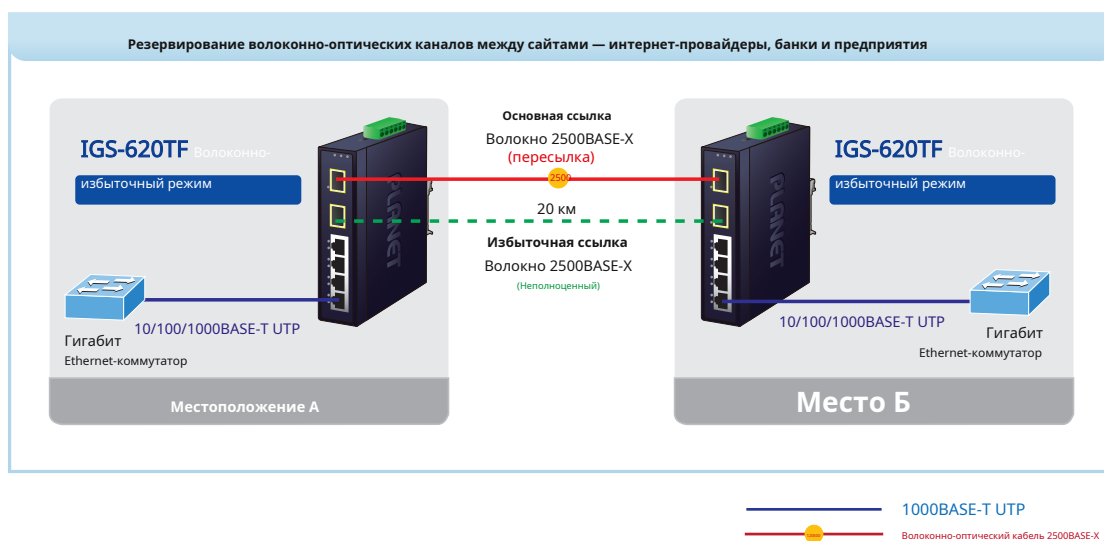 Резервирование волоконно-оптических каналов между сайтами — интернет-провайдеры, банки и предприятия
IGS-620TF Волоконно-
избыточный режим
PLANET
Гигабит
Ethernet-коммутатор
10/100/1000BASE-T UTP
Местоположение А
Основная ссылка
Волокно 2500BASE-X
(пересылка)
2500
20 км
Избыточная ссылка
Волокно 2500BASE-X
(Неполноценный)
IGS-620TF Волоконно-
избыточный режим
PLANET
10/100/1000BASE-T UTP
Гигабит
Ethernet-коммутатор
Место Б
1000BASE-T UTP
Волоконно-оптический кабель 2500BASE-X